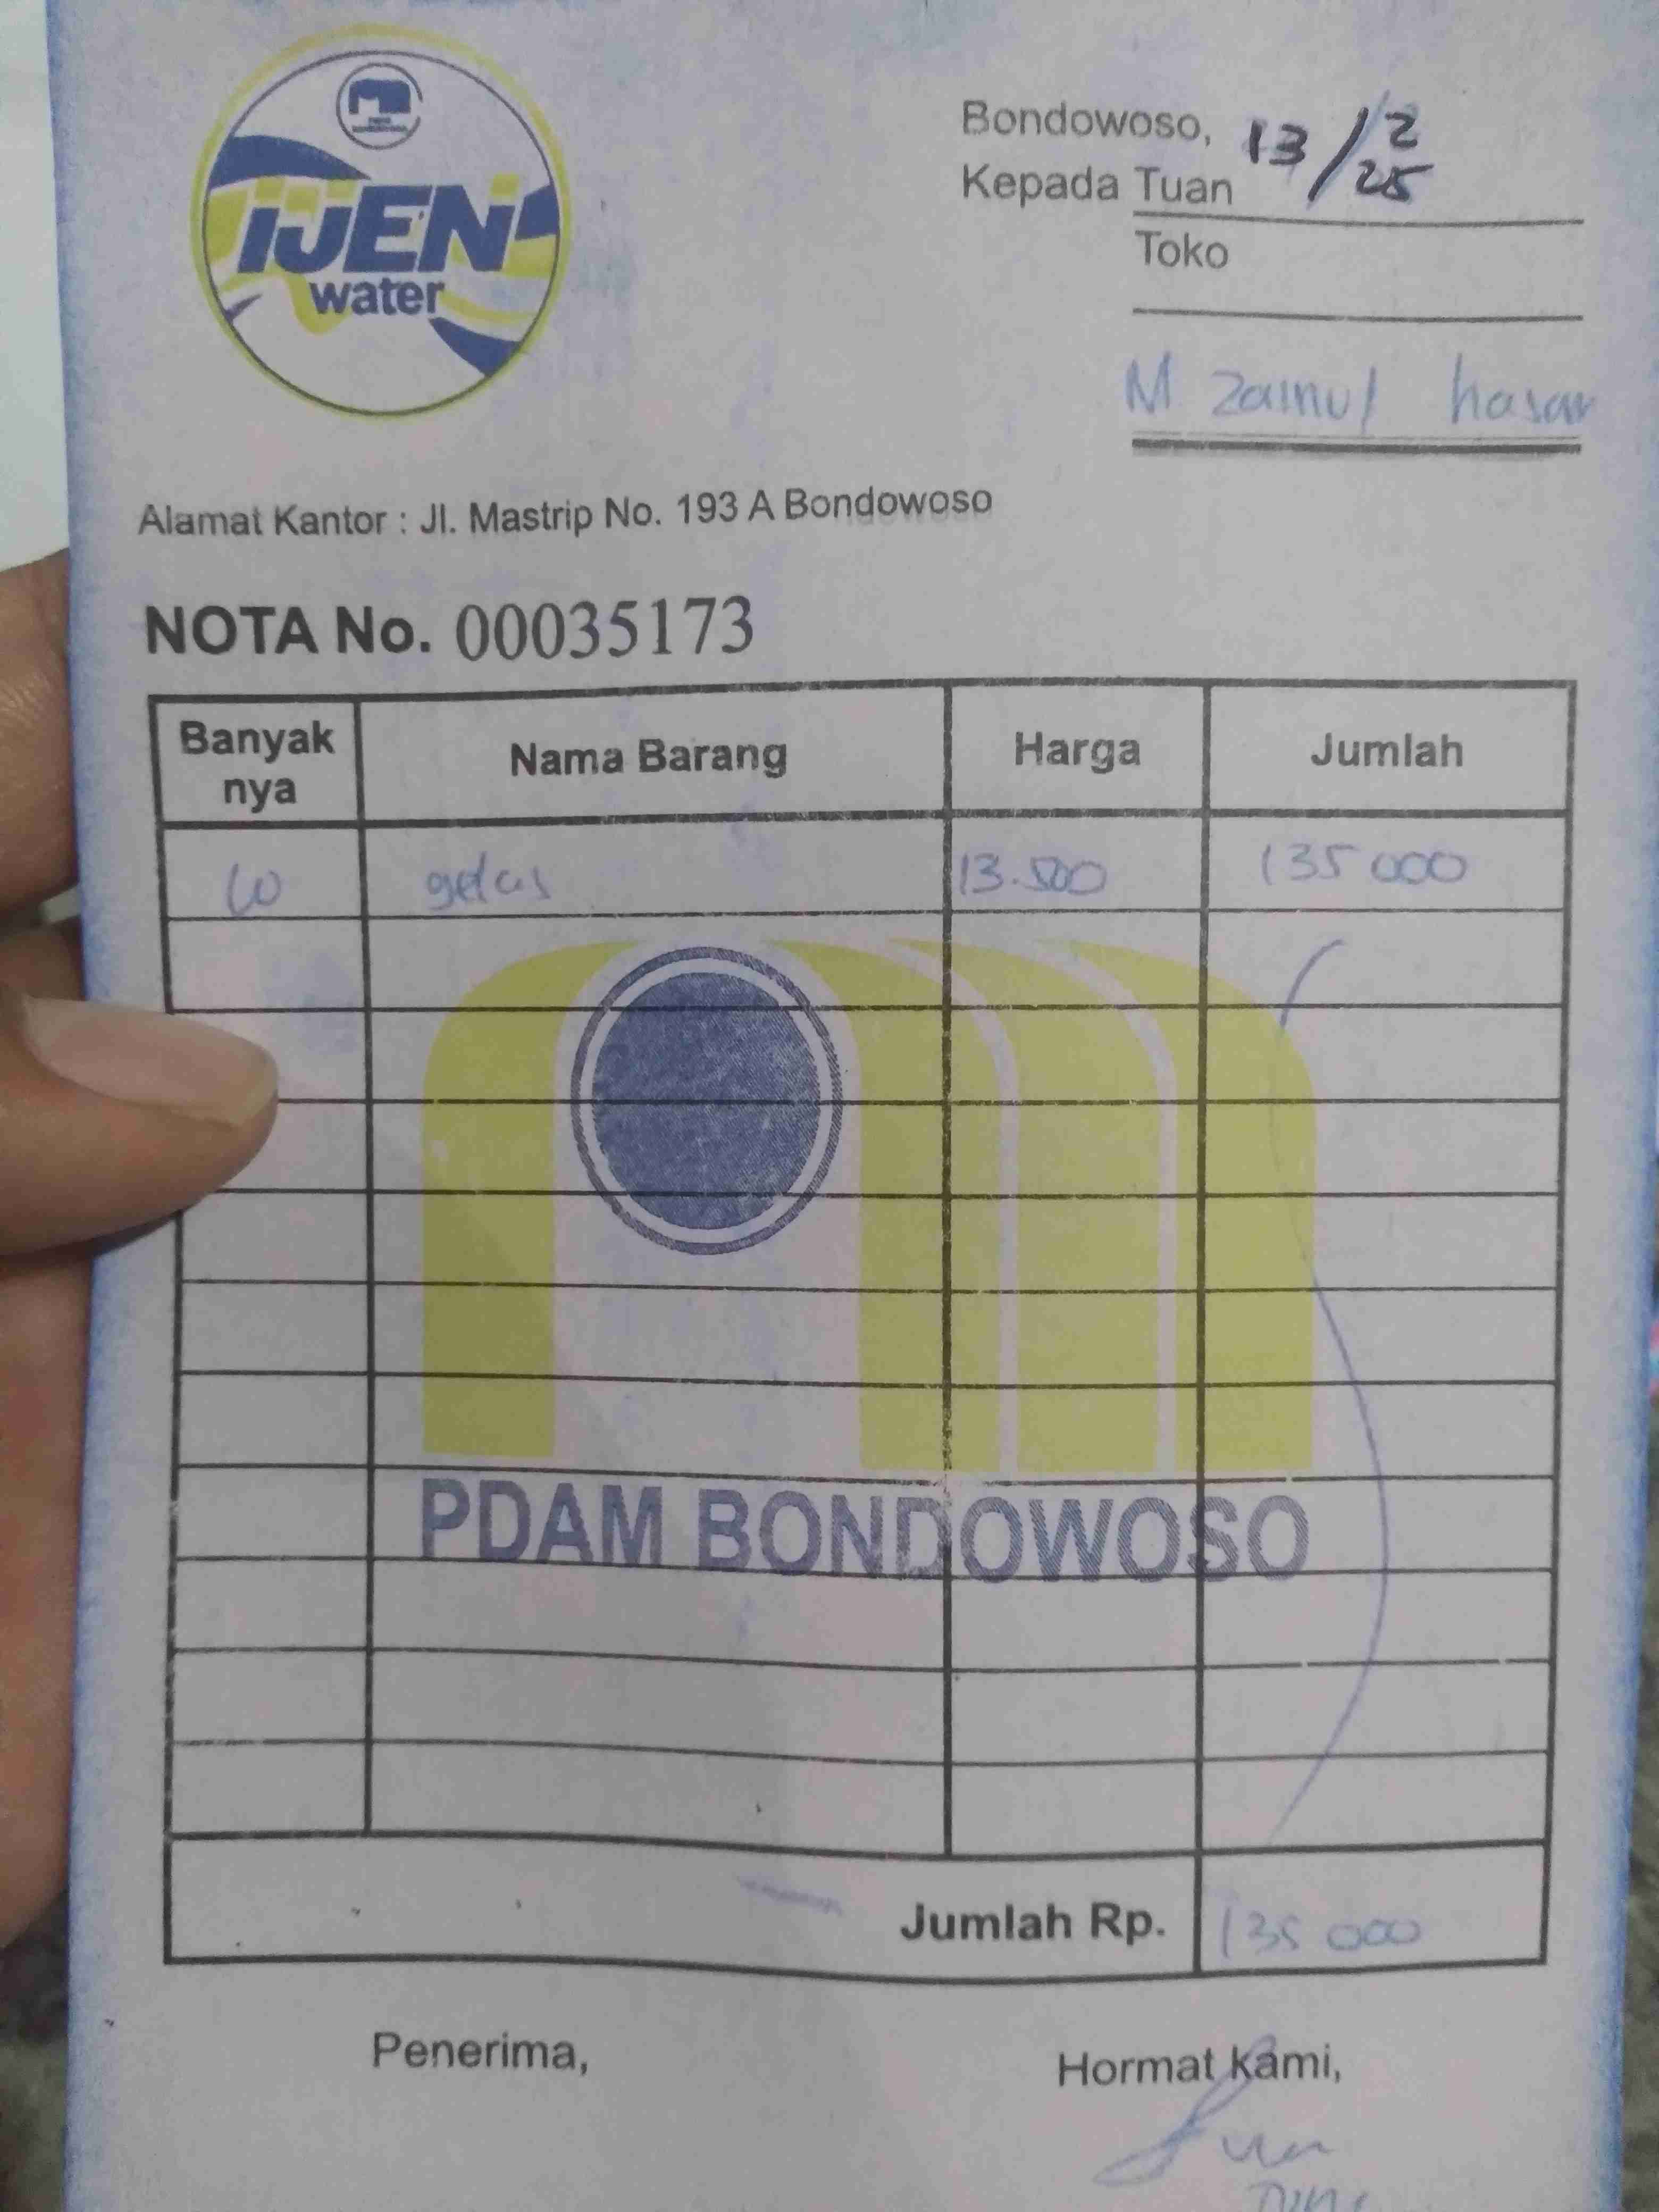 IJEN
water
Bondowoso, 13/2/25
Kepada Tuan
Toko
M Zainul hasan
Alamat Kantor : Jl. Mastrip No. 193 A Bondowoso
NOTA No. 00035173
Banyak nya Nama Barang Harga Jumlah
10 gelas 13.500 135 000
PDAM BONDOWOSO
Jumlah Rp. 135 000
Penerima,
Hormat kami,